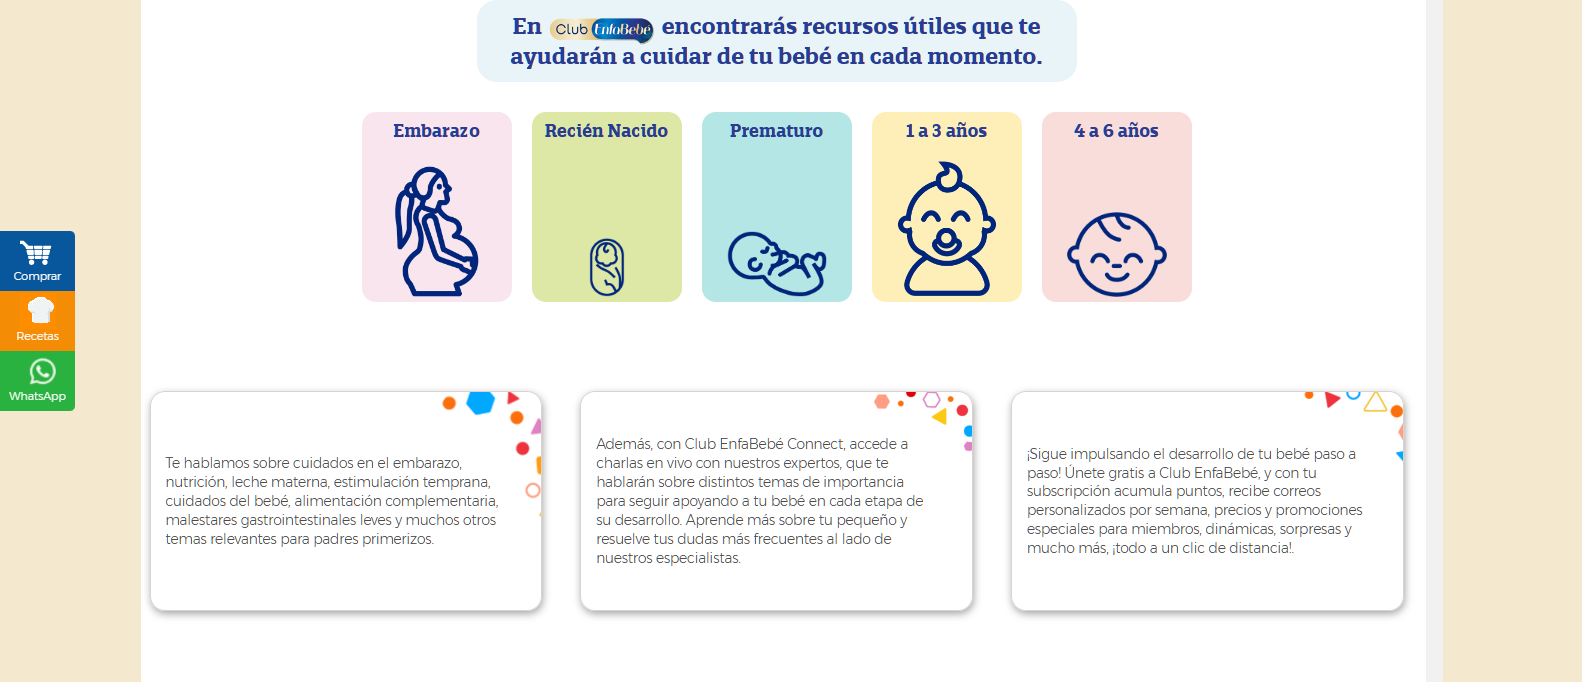 En Club EnfaBebé encontrarás recursos útiles que te
ayudarán a cuidar de tu bebé en cada momento.
Embarazo
Recién Nacido
Prematuro
1 a 3 años
4 a 6 años
Comprar
Recetas
WhatsApp
Te hablamos sobre cuidados en el embarazo,
nutrición, leche materna, estimulación temprana,
cuidados del bebé, alimentación complementaria,
malestares gastrointestinales leves y muchos otros
temas relevantes para padres primerizos.
Además, con Club EnfaBebé Connect, accede a
charlas en vivo con nuestros expertos, que te
hablarán sobre distintos temas de importancia
para seguir apoyando a tu bebé en cada etapa de
su desarrollo. Aprende más sobre tu pequeño y
resuelve tus dudas más frecuentes al lado de
nuestros especialistas.
¡Sigue impulsando el desarrollo de tu bebé paso a
paso! Únete gratis a Club EnfaBebé, y con tu
subscripción acumula puntos, recibe correos
personalizados por semana, precios y promociones
especiales para miembros, dinámicas, sorpresas y
mucho más, ¡todo a un clic de distancia!.